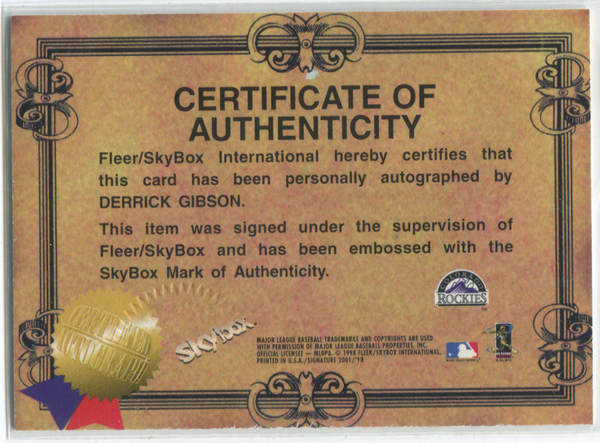 CERTIFICATE OF
AUTHENTICITY
Fleer/SkyBox International hereby certifies that
this card has been personally autographed by
DERRICK GIBSON.
This item was signed under the supervision of
Fleer/SkyBox and has been embossed with the
SkyBox Mark of Authenticity.
COLORADO
ROCKIES
TM
skybox
MAJOR LEAGUE BASEBALL TRADEMARKS AND COPYRIGHTS ARE USED
WITH PERMISSION OF MAJOR LEAGUE BASEBALL PROPERTIES, INC.
OFFICIAL LICENSEE — MLBPA. © 1998 FLEER/SKYBOX INTERNATIONAL.
PRINTED IN U.S.A./SIGNATURE 2001/'98